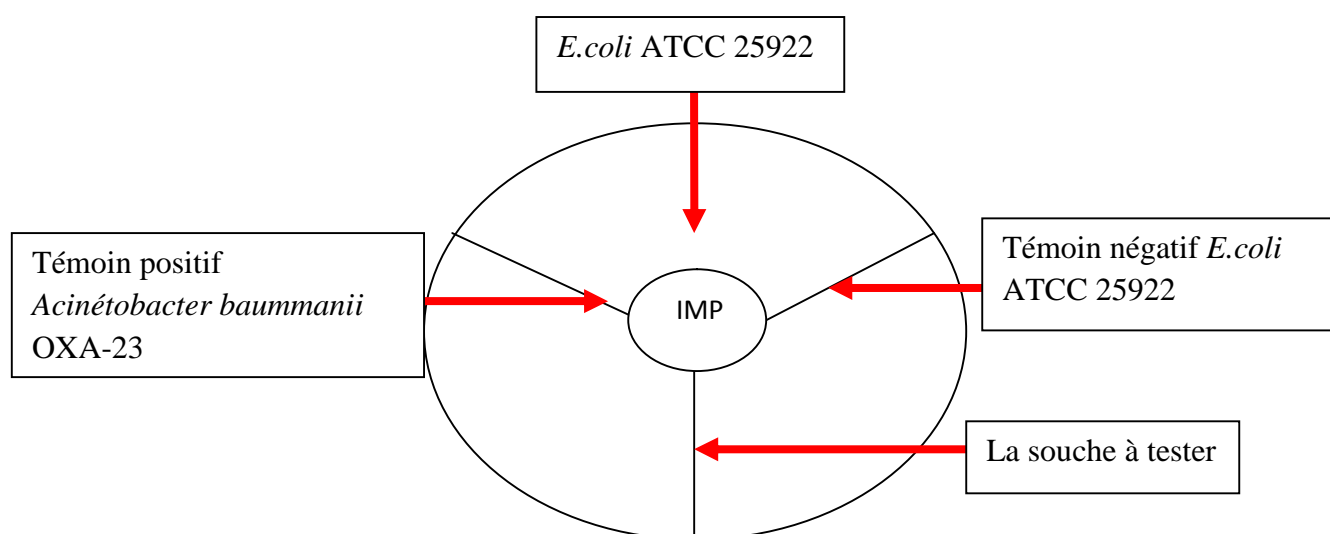 E.coli ATCC 25922
Témoin positif
Acinétobacter baummanii
OXA-23
IMP
Témoin négatif E.coli
ATCC 25922
La souche à tester